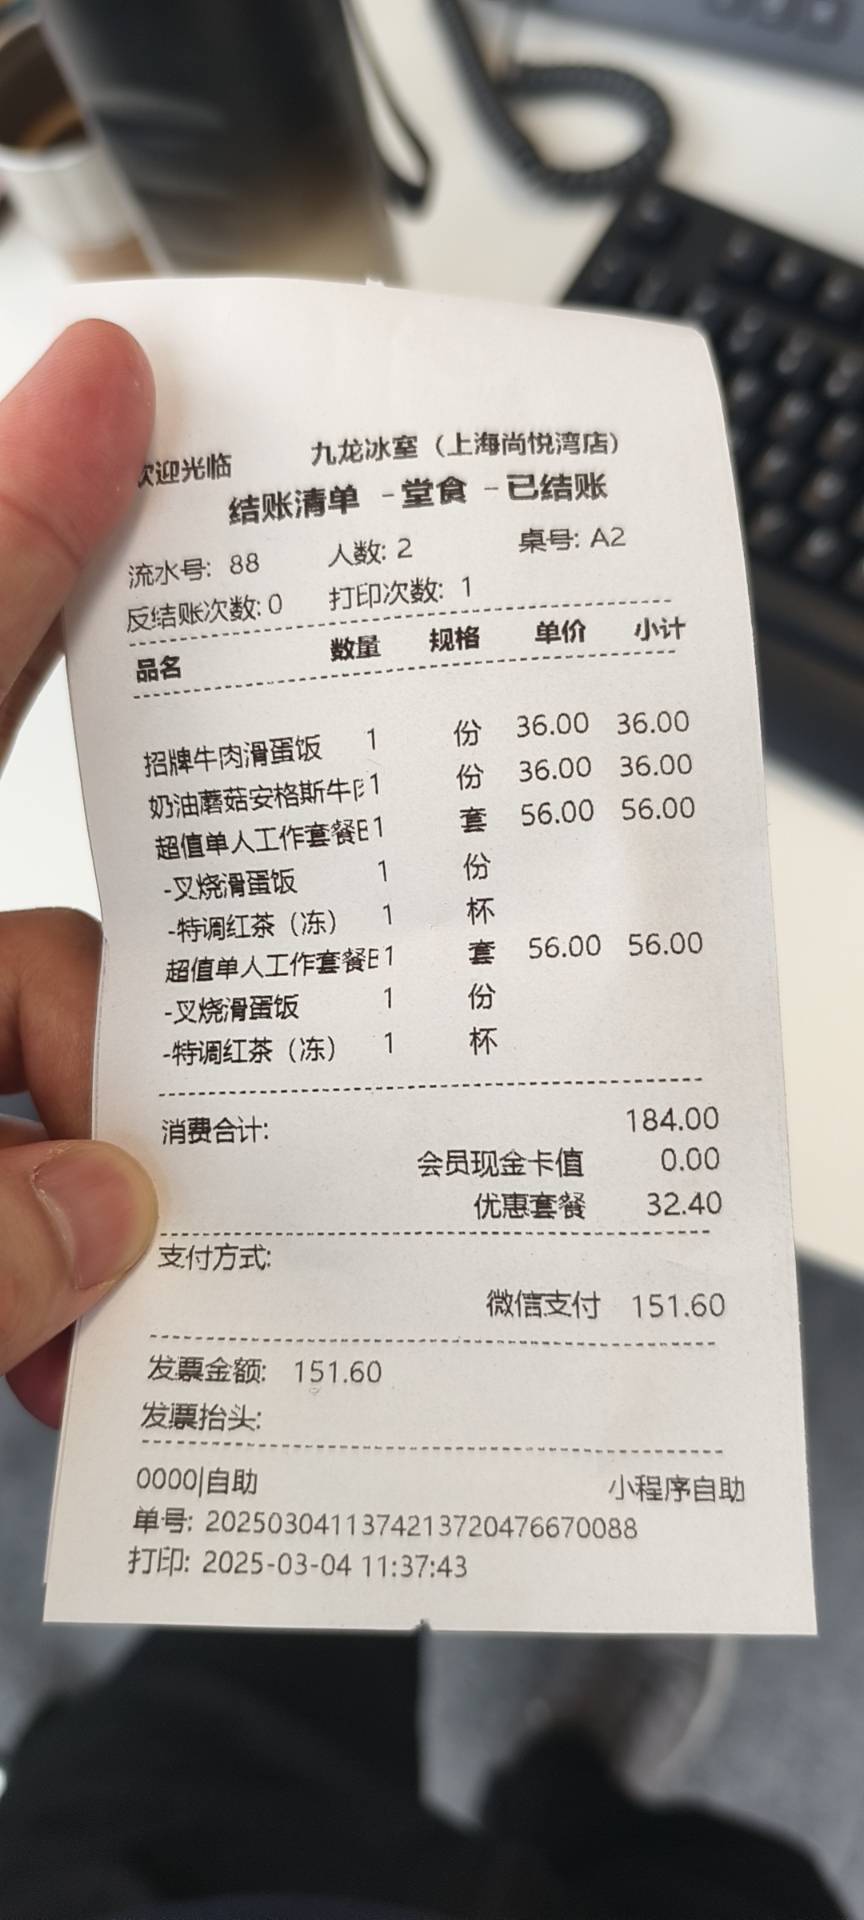 欢迎光临 九龙冰室（上海尚悦湾店）
结账清单 -堂食 -已结账
流水号: 88 人数: 2 桌号: A2
反结账次数: 0 打印次数: 1
品名 数量 规格 单价 小计
招牌牛肉滑蛋饭 1 份 36.00 36.00
奶油蘑菇安格斯牛 1 份 36.00 36.00
超值单人工作套餐 1 套 56.00 56.00
-叉烧滑蛋饭 1 份
-特调红茶（冻） 1 杯
超值单人工作套餐 1 套 56.00 56.00
-叉烧滑蛋饭 1 份
-特调红茶（冻） 1 杯
消费合计: 184.00
会员现金卡值 0.00
优惠套餐 32.40
支付方式:
微信支付 151.60
发票金额: 151.60
发票抬头:
0000|自助 小程序自助
单号: 20250304113742137204766​70088
打印: 2025-03-04 11:37:43